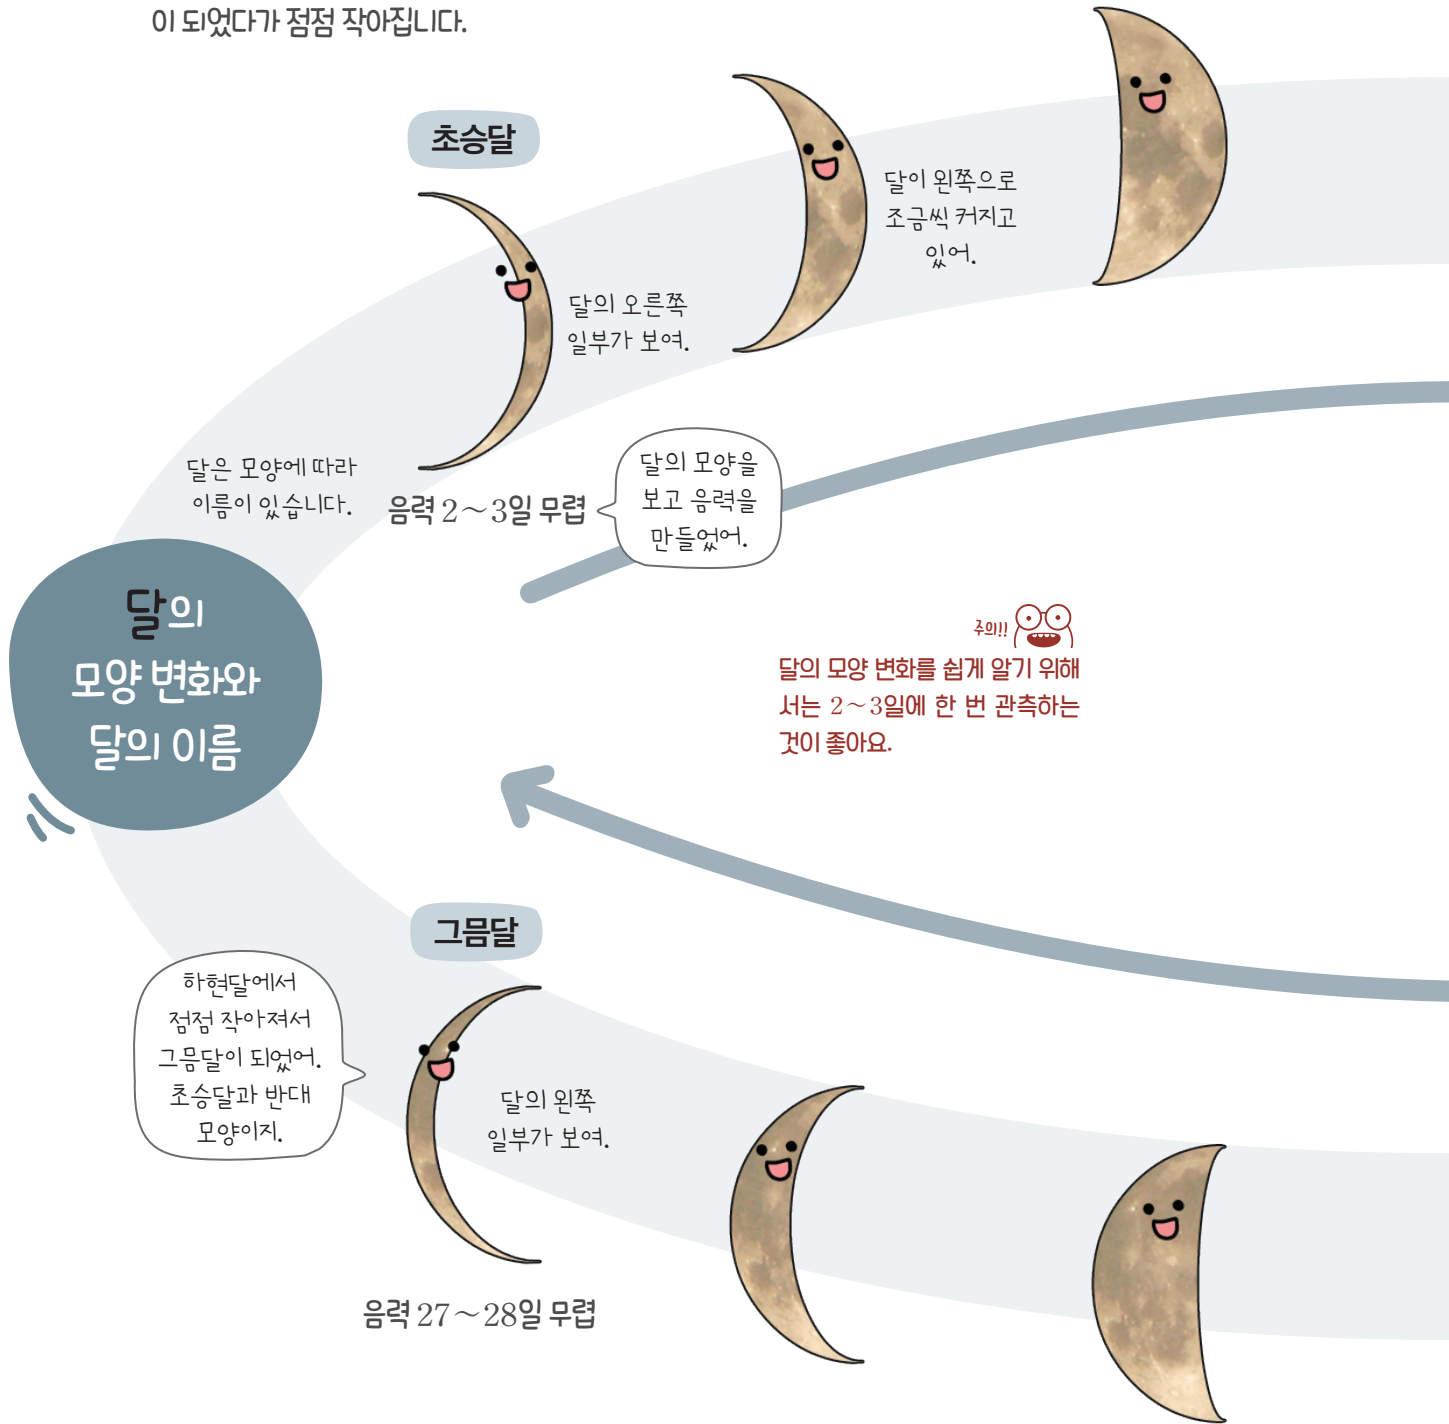 이 되었다가 점점 작아집니다.
초승달
달의 오른쪽
일부가 보여.
달이 왼쪽으로
조금씩 커지고
있어.
달은 모양에 따라
이름이 있습니다.
음력 2～3일 무렵
달의 모양을
보고 음력을
만들었어.
달의
모양 변화와
달의 이름
주의!!
달의 모양 변화를 쉽게 알기 위해
서는 2～3일에 한 번 관측하는
것이 좋아요.
그믐달
하현달에서
점점 작아져서
그믐달이 되었어.
초승달과 반대
모양이지.
달의 왼쪽
일부가 보여.
음력 27～28일 무렵